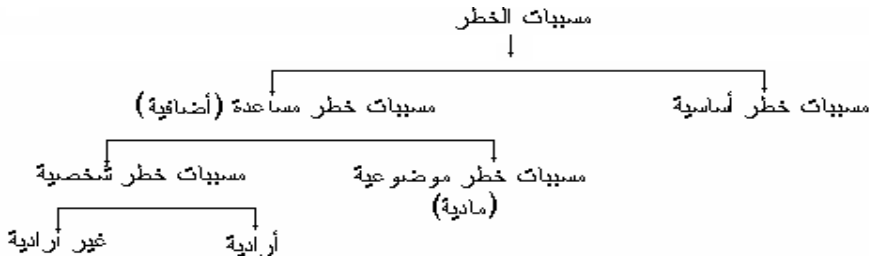 مسببات الخطر
مسببات خطر أساسية
مسببات خطر مساعدة (أضافية)
مسببات خطر موضوعية
(مادية)
مسببات خطر شخصية
أرادية
غير أرادية